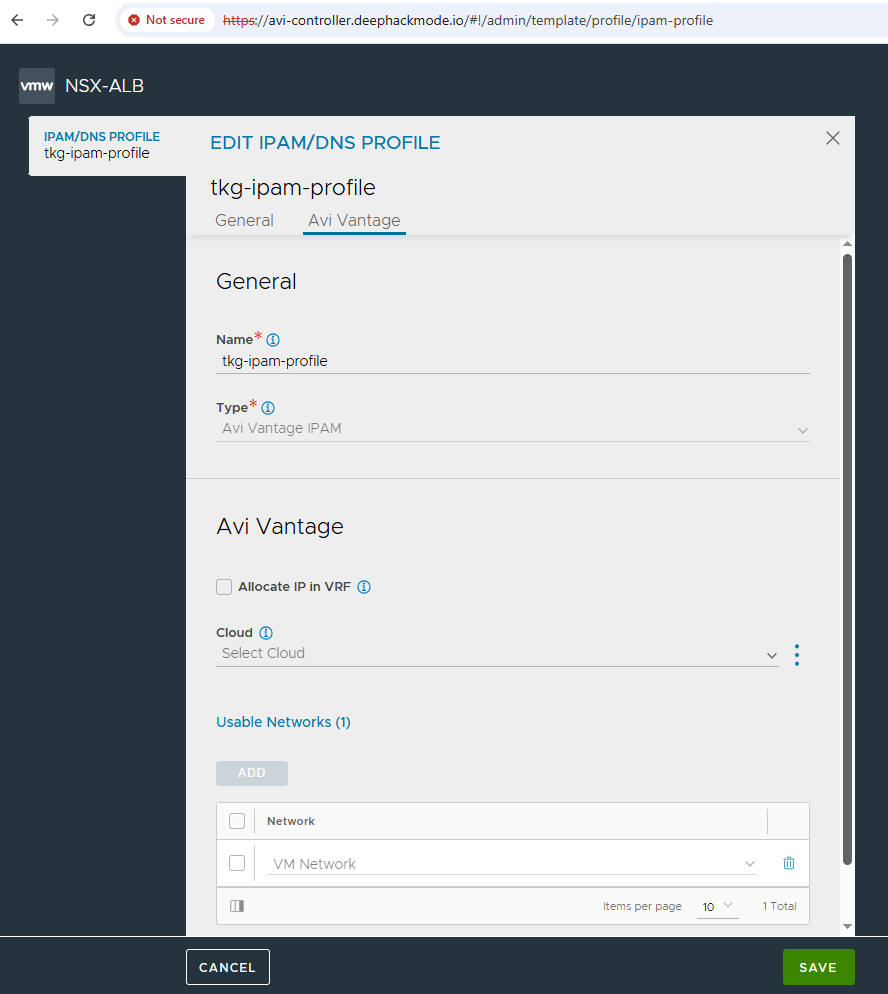 Not secure https://avi-controller.deephackmode.io/#!/admin/template/profile/ipam-profile
vmw NSX-ALB
IPAM/DNS PROFILE
tkg-ipam-profile
EDIT IPAM/DNS PROFILE
tkg-ipam-profile
General Avi Vantage
General
Name*
tkg-ipam-profile
Type*
Avi Vantage IPAM
Avi Vantage
Allocate IP in VRF
Cloud
Select Cloud
Usable Networks (1)
ADD
Network
VM Network
Items per page 10 1 Total
CANCEL SAVE